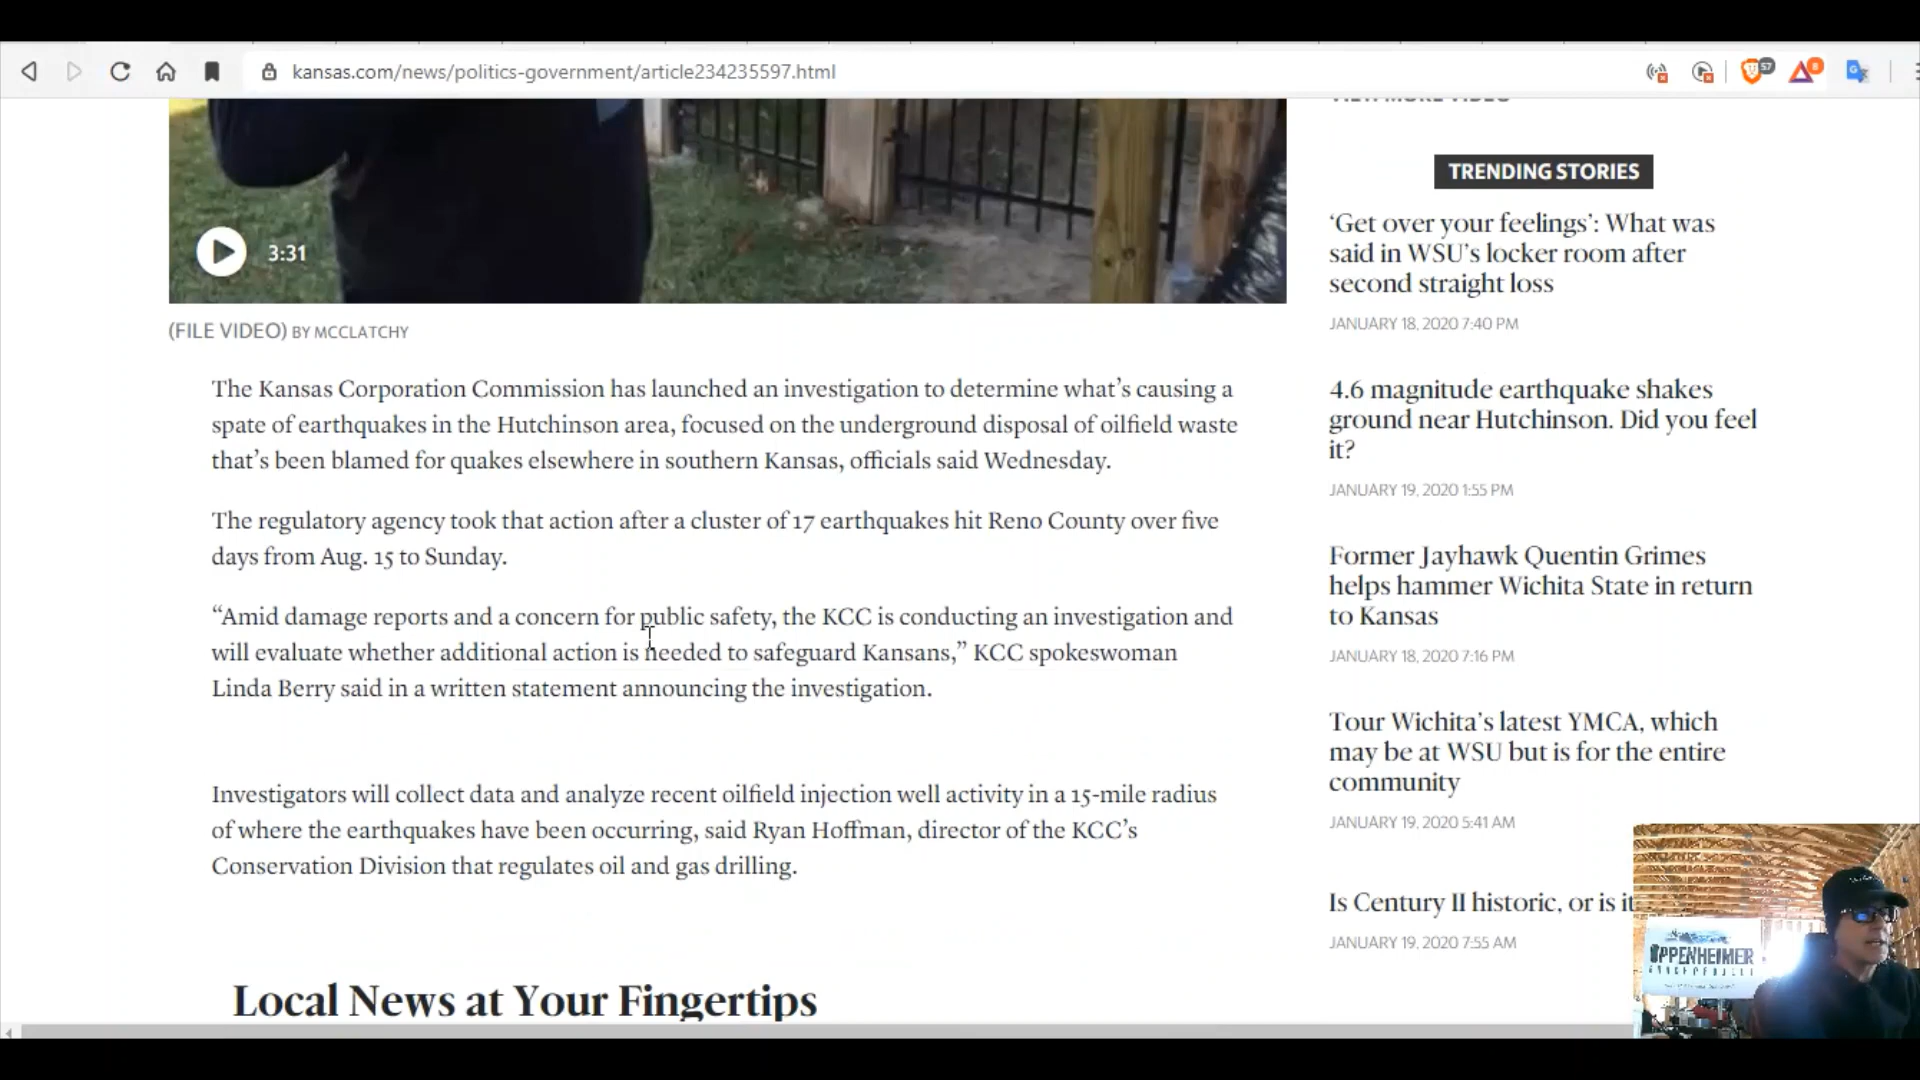 kansas.com/news/politics-government/article234235597.html
57
8
VIEW MORE VIDEO
3:31
(FILE VIDEO) BY MCCLATCHY
The Kansas Corporation Commission has launched an investigation to determine what’s causing a
spate of earthquakes in the Hutchinson area, focused on the underground disposal of oilfield waste
that’s been blamed for quakes elsewhere in southern Kansas, officials said Wednesday.
The regulatory agency took that action after a cluster of 17 earthquakes hit Reno County over five
days from Aug. 15 to Sunday.
“Amid damage reports and a concern for public safety, the KCC is conducting an investigation and
will evaluate whether additional action is needed to safeguard Kansans,” KCC spokeswoman
Linda Berry said in a written statement announcing the investigation.
Investigators will collect data and analyze recent oilfield injection well activity in a 15-mile radius
of where the earthquakes have been occurring, said Ryan Hoffman, director of the KCC’s
Conservation Division that regulates oil and gas drilling.
Local News at Your Fingertips
TRENDING STORIES
‘Get over your feelings’: What was
said in WSU’s locker room after
second straight loss
JANUARY 18, 2020 7:40 PM
4.6 magnitude earthquake shakes
ground near Hutchinson. Did you feel
it?
JANUARY 19, 2020 1:55 PM
Former Jayhawk Quentin Grimes
helps hammer Wichita State in return
to Kansas
JANUARY 18, 2020 7:16 PM
Tour Wichita’s latest YMCA, which
may be at WSU but is for the entire
community
JANUARY 19, 2020 5:41 AM
Is Century II historic, or is it
JANUARY 19, 2020 7:55 AM
OPPENHEIMER